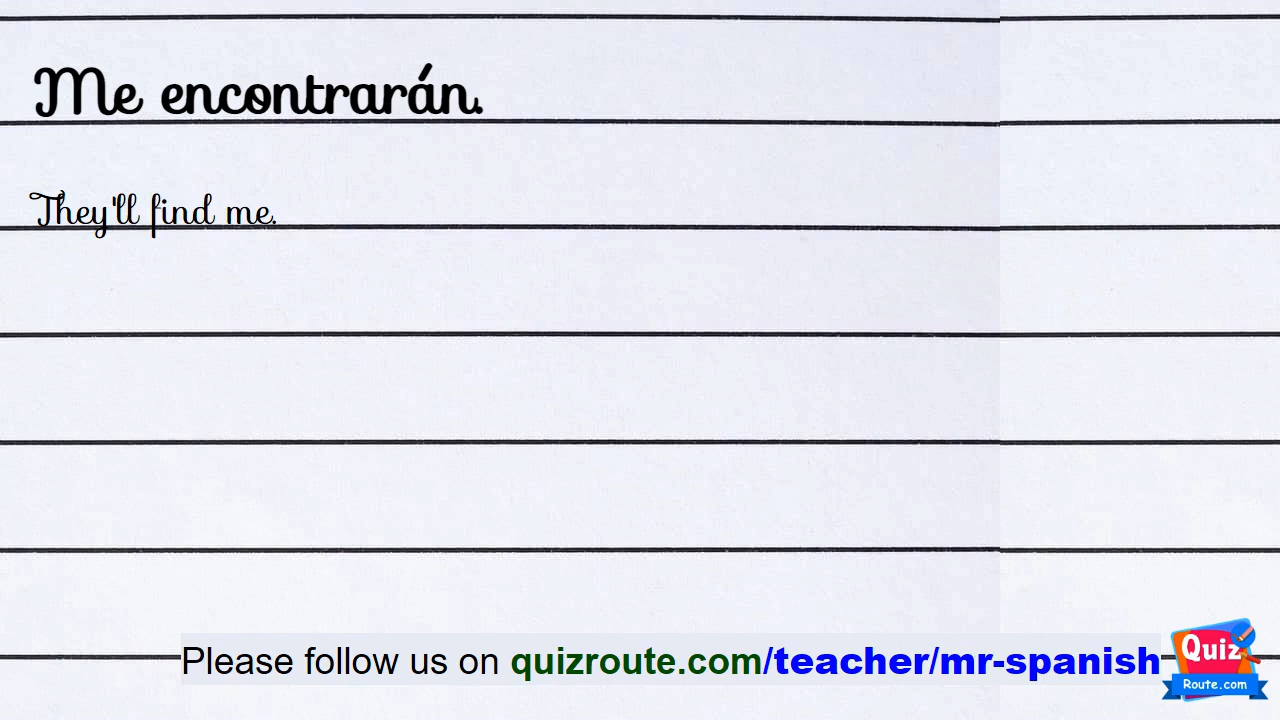 Me encontrarán.
They'll find me.
Please follow us on quizroute.com/teacher/mr-spanish
Quiz
Route.com